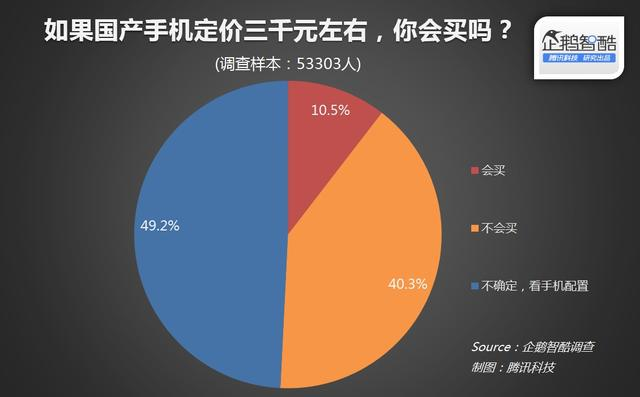 如果国产手机定价三千元左右，你会买吗？
(调查样本：53303人)
企鹅智酷
腾讯科技 研究出品
10.5%
49.2%
40.3%
会买
不会买
不确定，看手机配置
Source：企鹅智酷调查
制图：腾讯科技